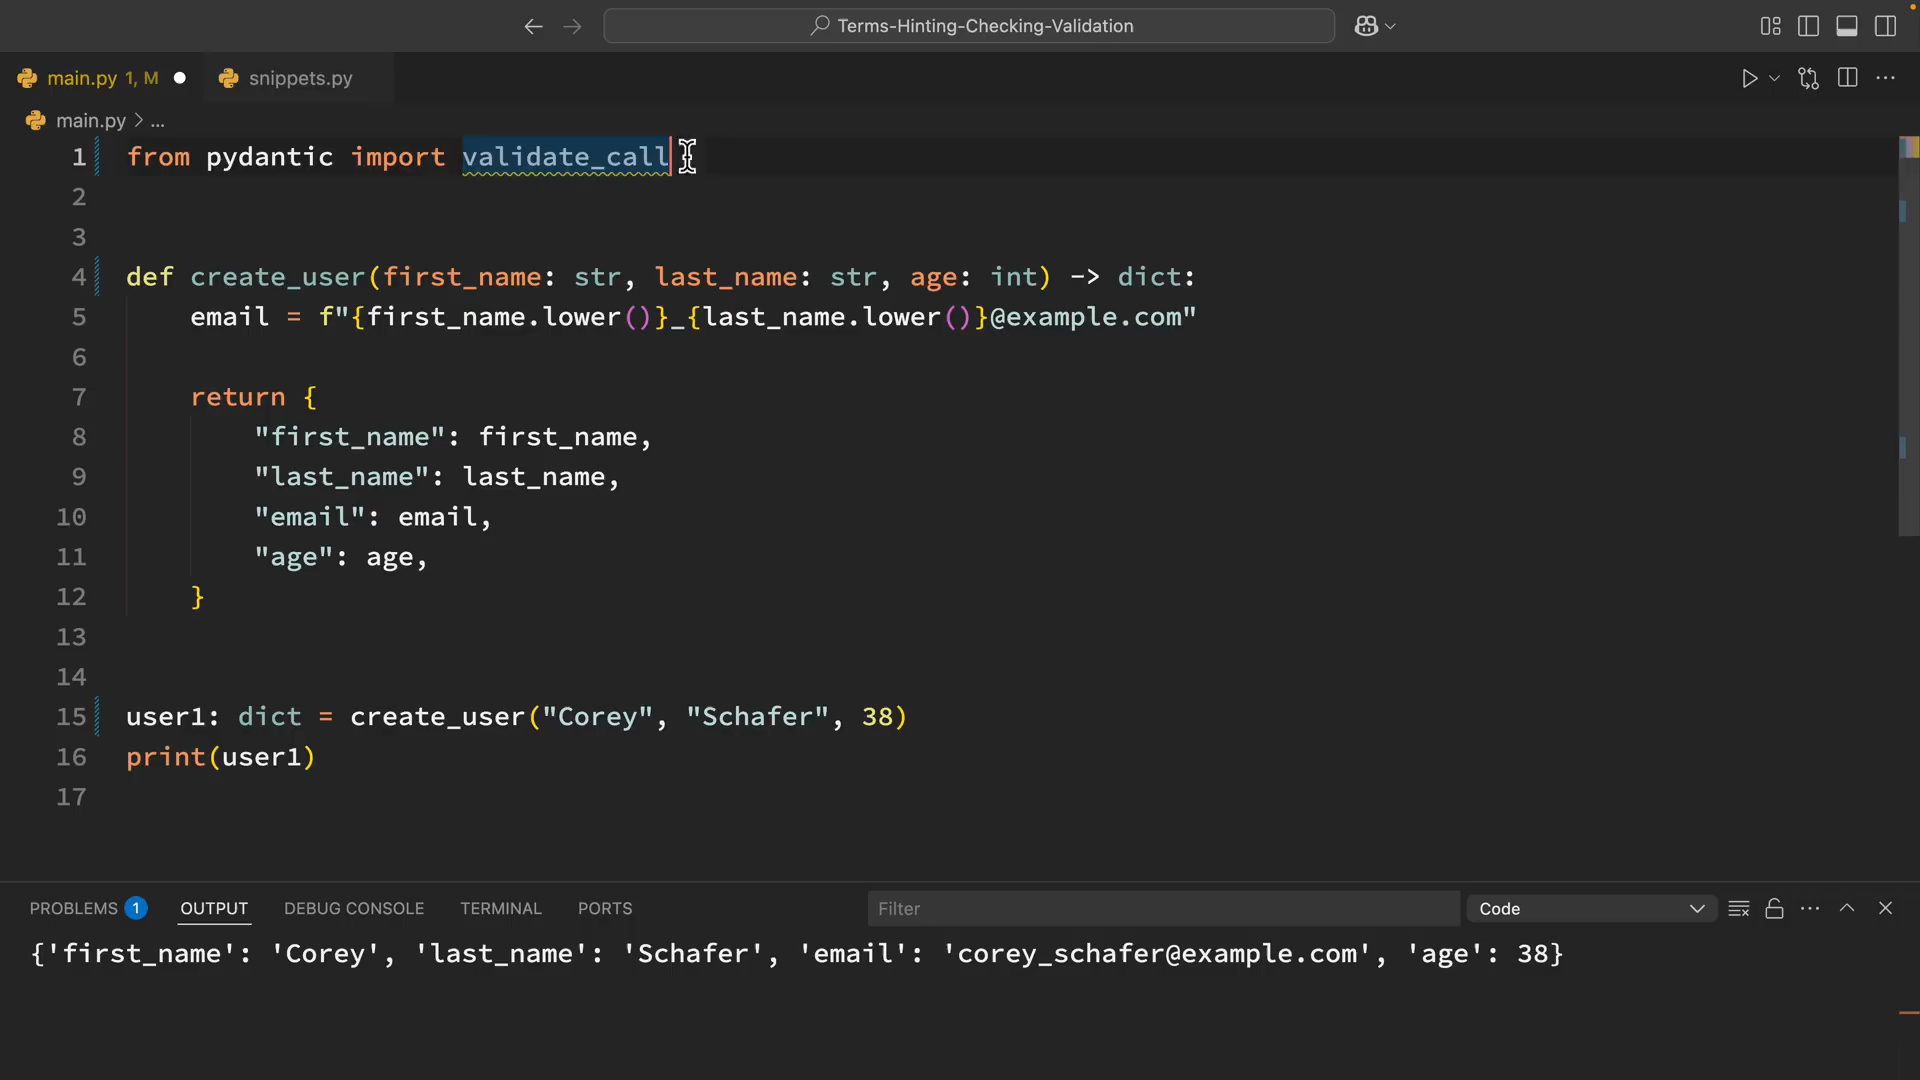 Terms-Hinting-Checking-Validation
main.py 1, M
snippets.py
main.py > ...
1 from pydantic import validate_call
2
3
4 def create_user(first_name: str, last_name: str, age: int) -> dict:
5     email = f"{first_name.lower()}_{last_name.lower()}@example.com"
6
7     return {
8         "first_name": first_name,
9         "last_name": last_name,
10         "email": email,
11         "age": age,
12     }
13
14
15 user1: dict = create_user("Corey", "Schafer", 38)
16 print(user1)
17
PROBLEMS 1 OUTPUT DEBUG CONSOLE TERMINAL PORTS Filter Code
{'first_name': 'Corey', 'last_name': 'Schafer', 'email': 'corey_schafer@example.com', 'age': 38}